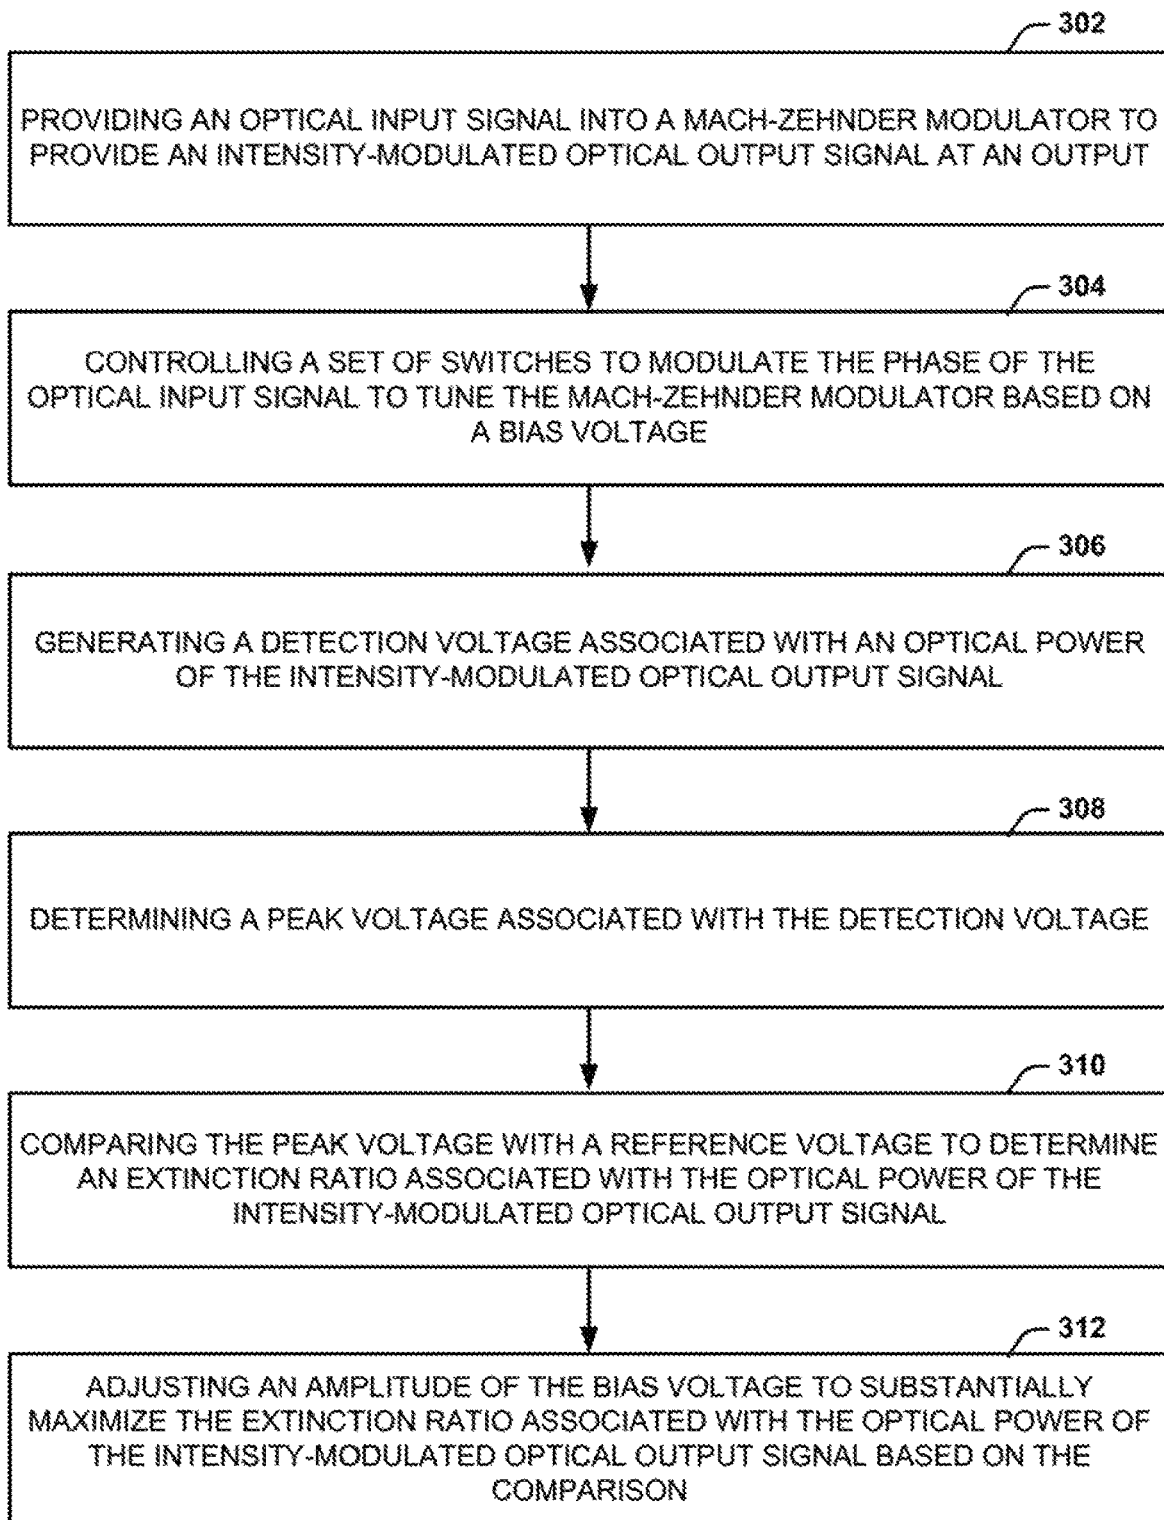 302
PROVIDING AN OPTICAL INPUT SIGNAL INTO A MACH-ZEHNDER MODULATOR TO
PROVIDE AN INTENSITY-MODULATED OPTICAL OUTPUT SIGNAL AT AN OUTPUT
304
CONTROLLING A SET OF SWITCHES TO MODULATE THE PHASE OF THE
OPTICAL INPUT SIGNAL TO TUNE THE MACH-ZEHNDER MODULATOR BASED ON
A BIAS VOLTAGE
306
GENERATING A DETECTION VOLTAGE ASSOCIATED WITH AN OPTICAL POWER
OF THE INTENSITY-MODULATED OPTICAL OUTPUT SIGNAL
308
DETERMINING A PEAK VOLTAGE ASSOCIATED WITH THE DETECTION VOLTAGE
310
COMPARING THE PEAK VOLTAGE WITH A REFERENCE VOLTAGE TO DETERMINE
AN EXTINCTION RATIO ASSOCIATED WITH THE OPTICAL POWER OF THE
INTENSITY-MODULATED OPTICAL OUTPUT SIGNAL
312
ADJUSTING AN AMPLITUDE OF THE BIAS VOLTAGE TO SUBSTANTIALLY
MAXIMIZE THE EXTINCTION RATIO ASSOCIATED WITH THE OPTICAL POWER OF
THE INTENSITY-MODULATED OPTICAL OUTPUT SIGNAL BASED ON THE
COMPARISON